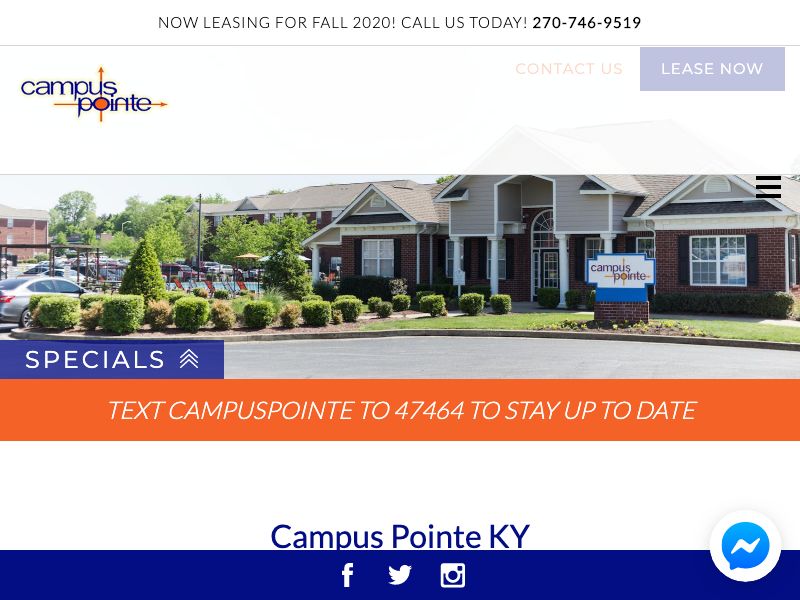 NOW LEASING FOR FALL 2020! CALL US TODAY! 270-746-9519
CONTACT US
LEASE NOW
campus
pointe
campus
pointe
SPECIALS
TEXT CAMPUSPOINTE TO 47464 TO STAY UP TO DATE
Campus Pointe KY